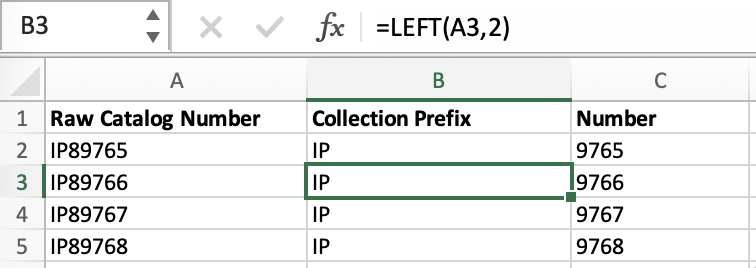 B3 fx =LEFT(A3,2)
A B C
1 Raw Catalog Number Collection Prefix Number
2 IP89765 IP 9765
3 IP89766 IP 9766
4 IP89767 IP 9767
5 IP89768 IP 9768